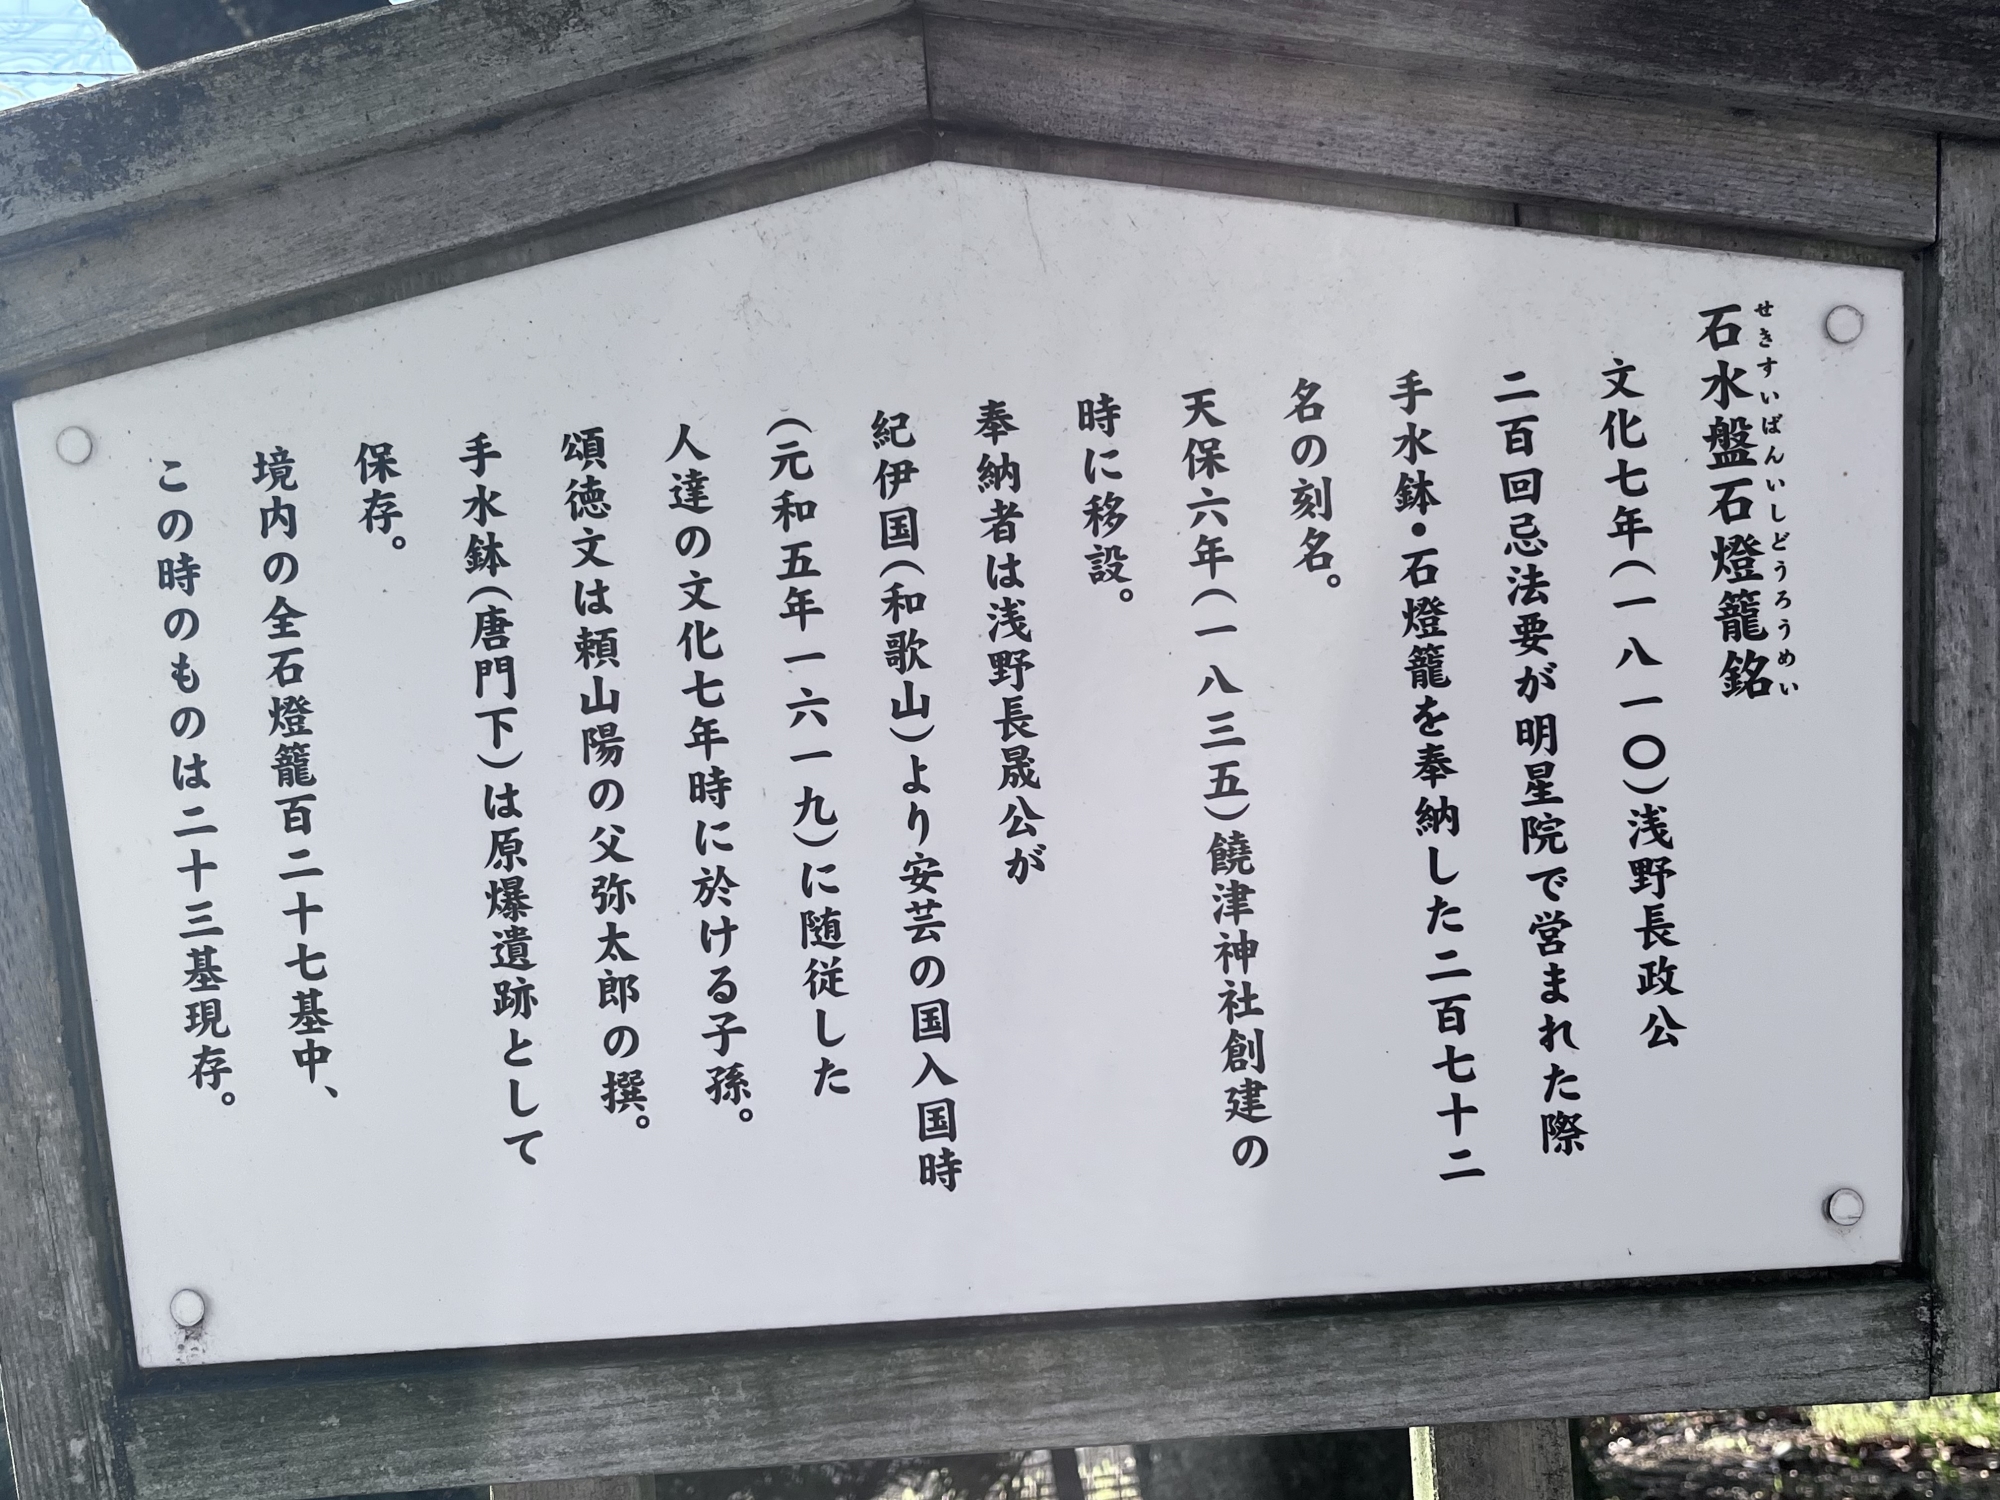 石水盤石燈籠銘
せきすいばんいしどうろうめい
文化七年(一八一〇)浅野長政公
二百回忌法要が明星院で営まれた際
手水鉢・石燈籠を奉納した二百七十二
名の刻名。
天保六年(一八三五)饒津神社創建の
時に移設。
奉納者は浅野長晟公が
紀伊国(和歌山)より安芸の国入国時
(元和五年一六一九)に随従した
人達の文化七年時に於ける子孫。
頌徳文は頼山陽の父弥太郎の撰。
手水鉢(唐門下)は原爆遺跡として
保存。
境内の全石燈籠百二十七基中、
この時のものは二十三基現存。